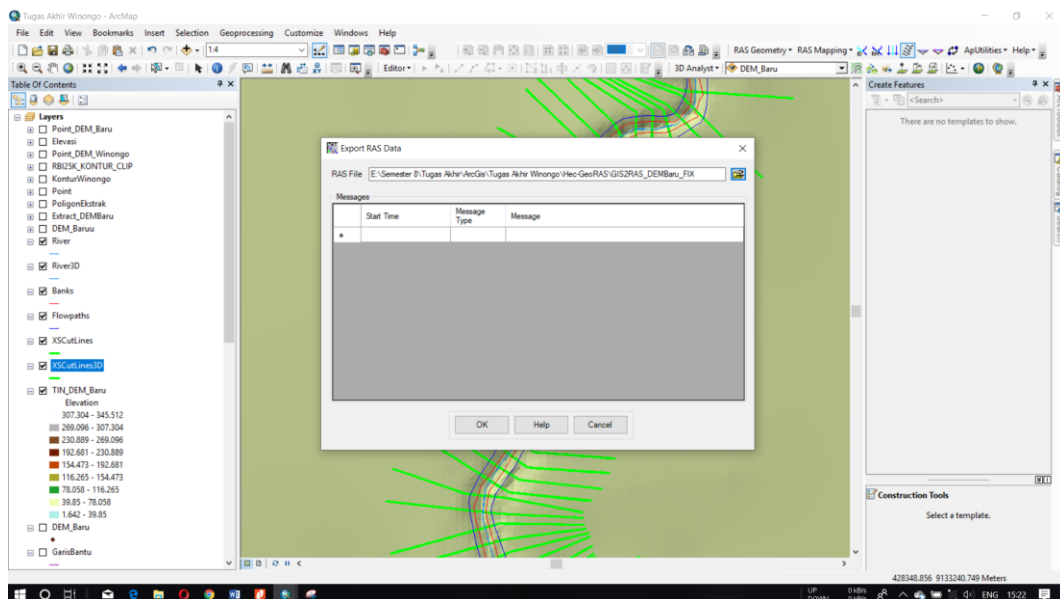 Tugas Akhir Winongo - ArcMap
File Edit View Bookmarks Insert Selection Geoprocessing Customize Windows Help
1:4 RAS Geometry RAS Mapping ApUtilities Help
Editor 3D Analyst DEM_Baru
Table Of Contents
Layers
Point_DEM_Baru
Elevasi
Point_DEM_Winongo
RBI25K_KONTUR_CLIP
KonturWinongo
Point
PoligonEkstrak
Extract_DEMBaru
DEM_Baruu
River
River3D
Banks
Flowpaths
XSCutLines
XSCutLines3D
TIN_DEM_Baru
Elevation
307.304 - 345.512
269.096 - 307.304
230.889 - 269.096
192.681 - 230.889
154.473 - 192.681
116.265 - 154.473
78.058 - 116.265
39.85 - 78.058
1.642 - 39.85
DEM_Baru
GarisBantu
Export RAS Data
RAS File E:\Semester 8\Tugas Akhir\ArcGis\Tugas Akhir Winongo\Hec-GeoRAS\GIS2RAS_DEMBaru_FIX
Messages
Start Time Message Type Message
OK Help Cancel
Create Features
<Search>
There are no templates to show.
Construction Tools
Select a template.
428348.856 9133240.749 Meters
UP 0 kB/s
DOWN 0 kB/s
ENG 15:22